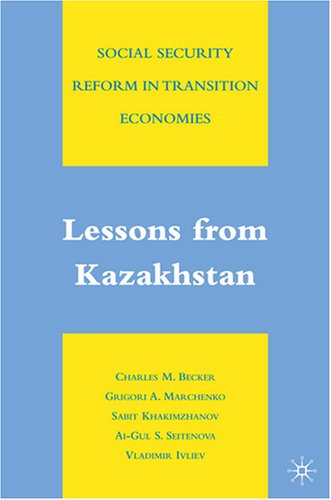 SOCIAL SECURITY
REFORM IN TRANSITION
ECONOMIES
Lessons from
Kazakhstan
CHARLES M. BECKER
GRIGORI A. MARCHENKO
SABIT KHAKIMZHANOV
AI-GUL S. SEITENOVA
VLADIMIR IVLIEV